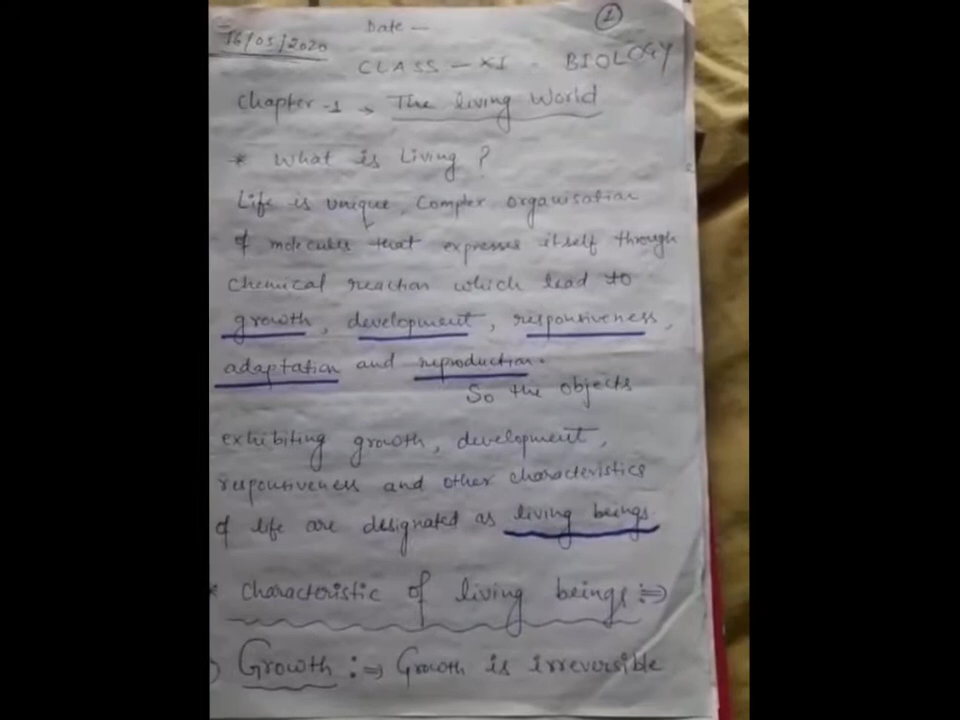 Date —
①
16/05/2020
CLASS — XI - BIOLOGY
Chapter -1 → The living World
* What is Living ?
Life is unique, Complex organisation
of molecules that expresses itself through
chemical reaction which lead to
growth, development, responsiveness,
adaptation and reproduction.
So the objects
exhibiting growth, development,
responsiveness and other characteristics
of life are designated as living beings.
* characteristic of living beings :⇒
) Growth :⇒ Growth is irreversible